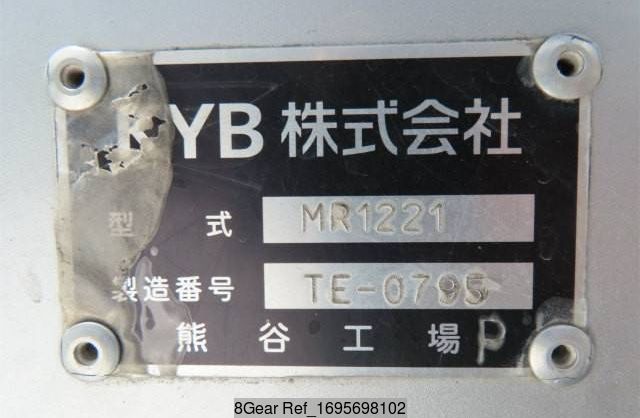 KYB 株式会社
型 式 MR1221
製造番号 TE-0795
熊 谷 工 場 P
8Gear Ref_1695698102